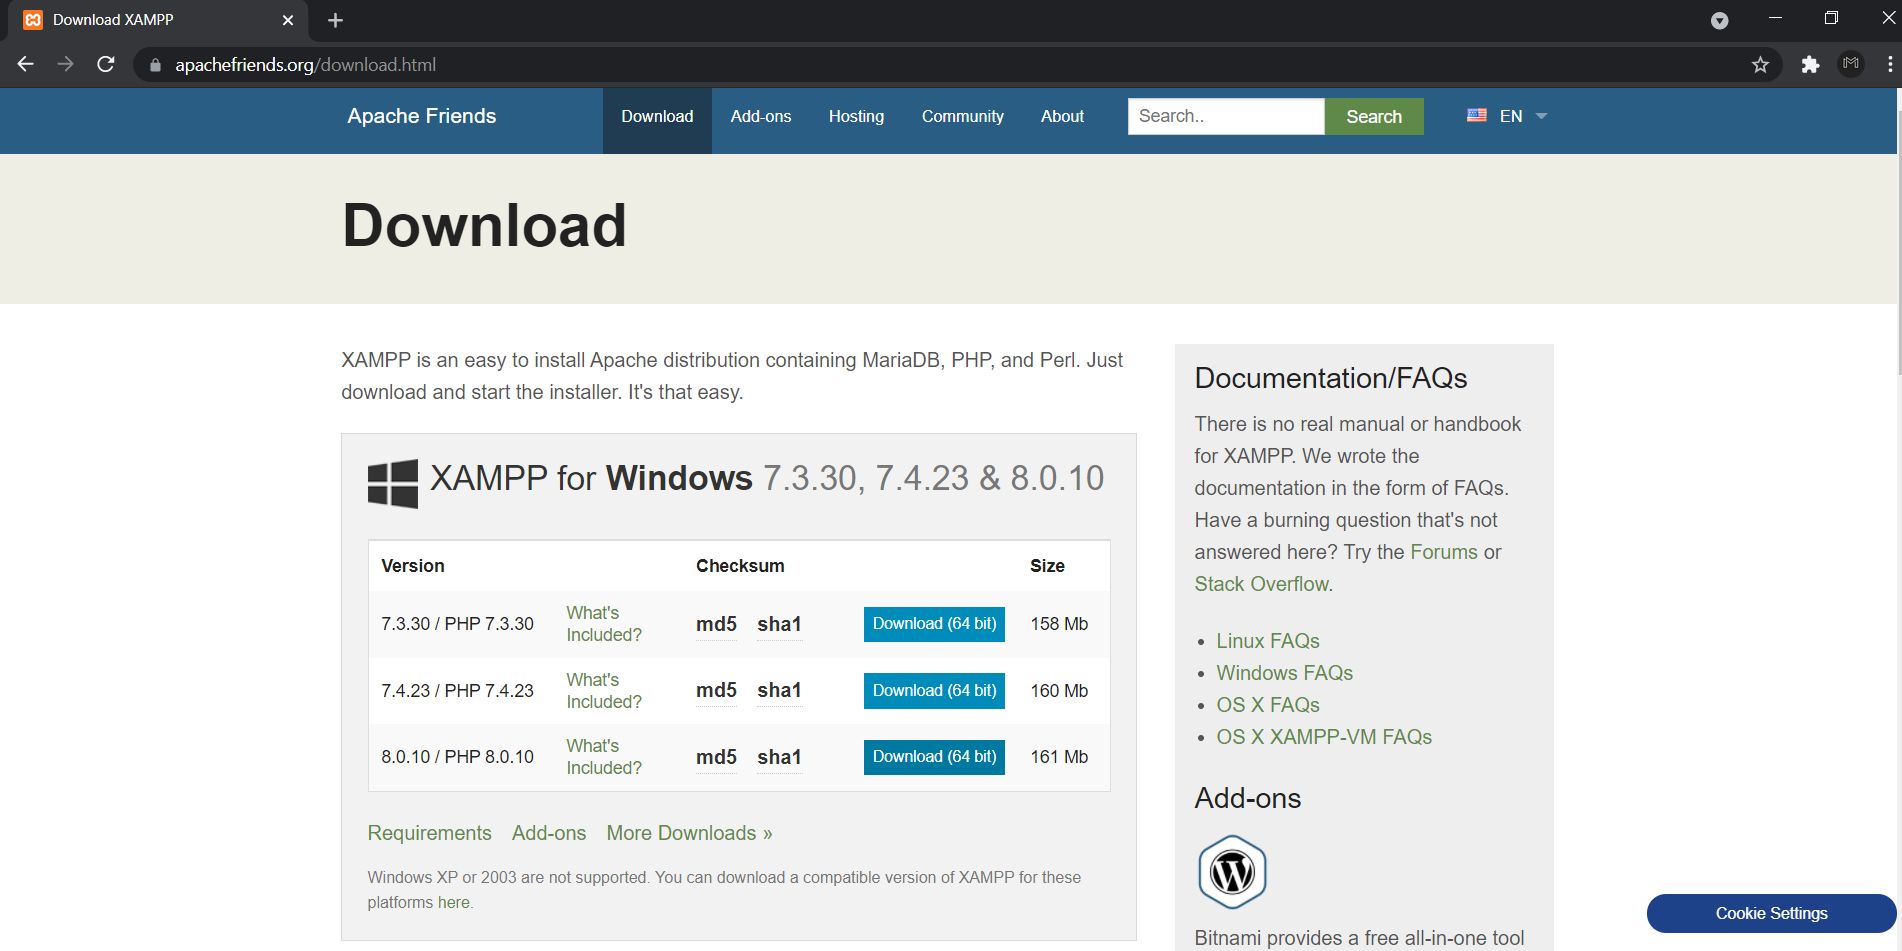 Download XAMPP
apachefriends.org/download.html
Apache Friends
Download
Add-ons
Hosting
Community
About
Search..
Search
EN
Download
XAMPP is an easy to install Apache distribution containing MariaDB, PHP, and Perl. Just
download and start the installer. It's that easy.
XAMPP for Windows 7.3.30, 7.4.23 & 8.0.10
Version Checksum Size
7.3.30 / PHP 7.3.30 What's Included? md5 sha1 Download (64 bit) 158 Mb
7.4.23 / PHP 7.4.23 What's Included? md5 sha1 Download (64 bit) 160 Mb
8.0.10 / PHP 8.0.10 What's Included? md5 sha1 Download (64 bit) 161 Mb
Requirements Add-ons More Downloads »
Windows XP or 2003 are not supported. You can download a compatible version of XAMPP for these
platforms here.
Documentation/FAQs
There is no real manual or handbook
for XAMPP. We wrote the
documentation in the form of FAQs.
Have a burning question that's not
answered here? Try the Forums or
Stack Overflow.
Linux FAQs
Windows FAQs
OS X FAQs
OS X XAMPP-VM FAQs
Add-ons
Bitnami provides a free all-in-one tool
Cookie Settings